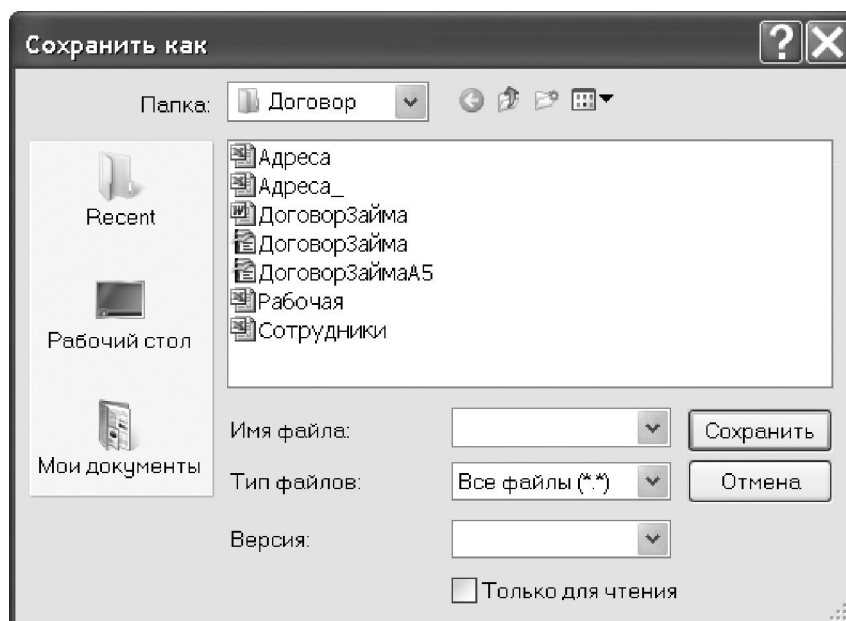 Сохранить как
Папка: Договор
Recent
Рабочий стол
Мои документы
Адреса
Адреса_
ДоговорЗайма
ДоговорЗайма
ДоговорЗаймаА5
Рабочая
Сотрудники
Имя файла:
Сохранить
Тип файлов: Все файлы (*.*)
Отмена
Версия:
Только для чтения